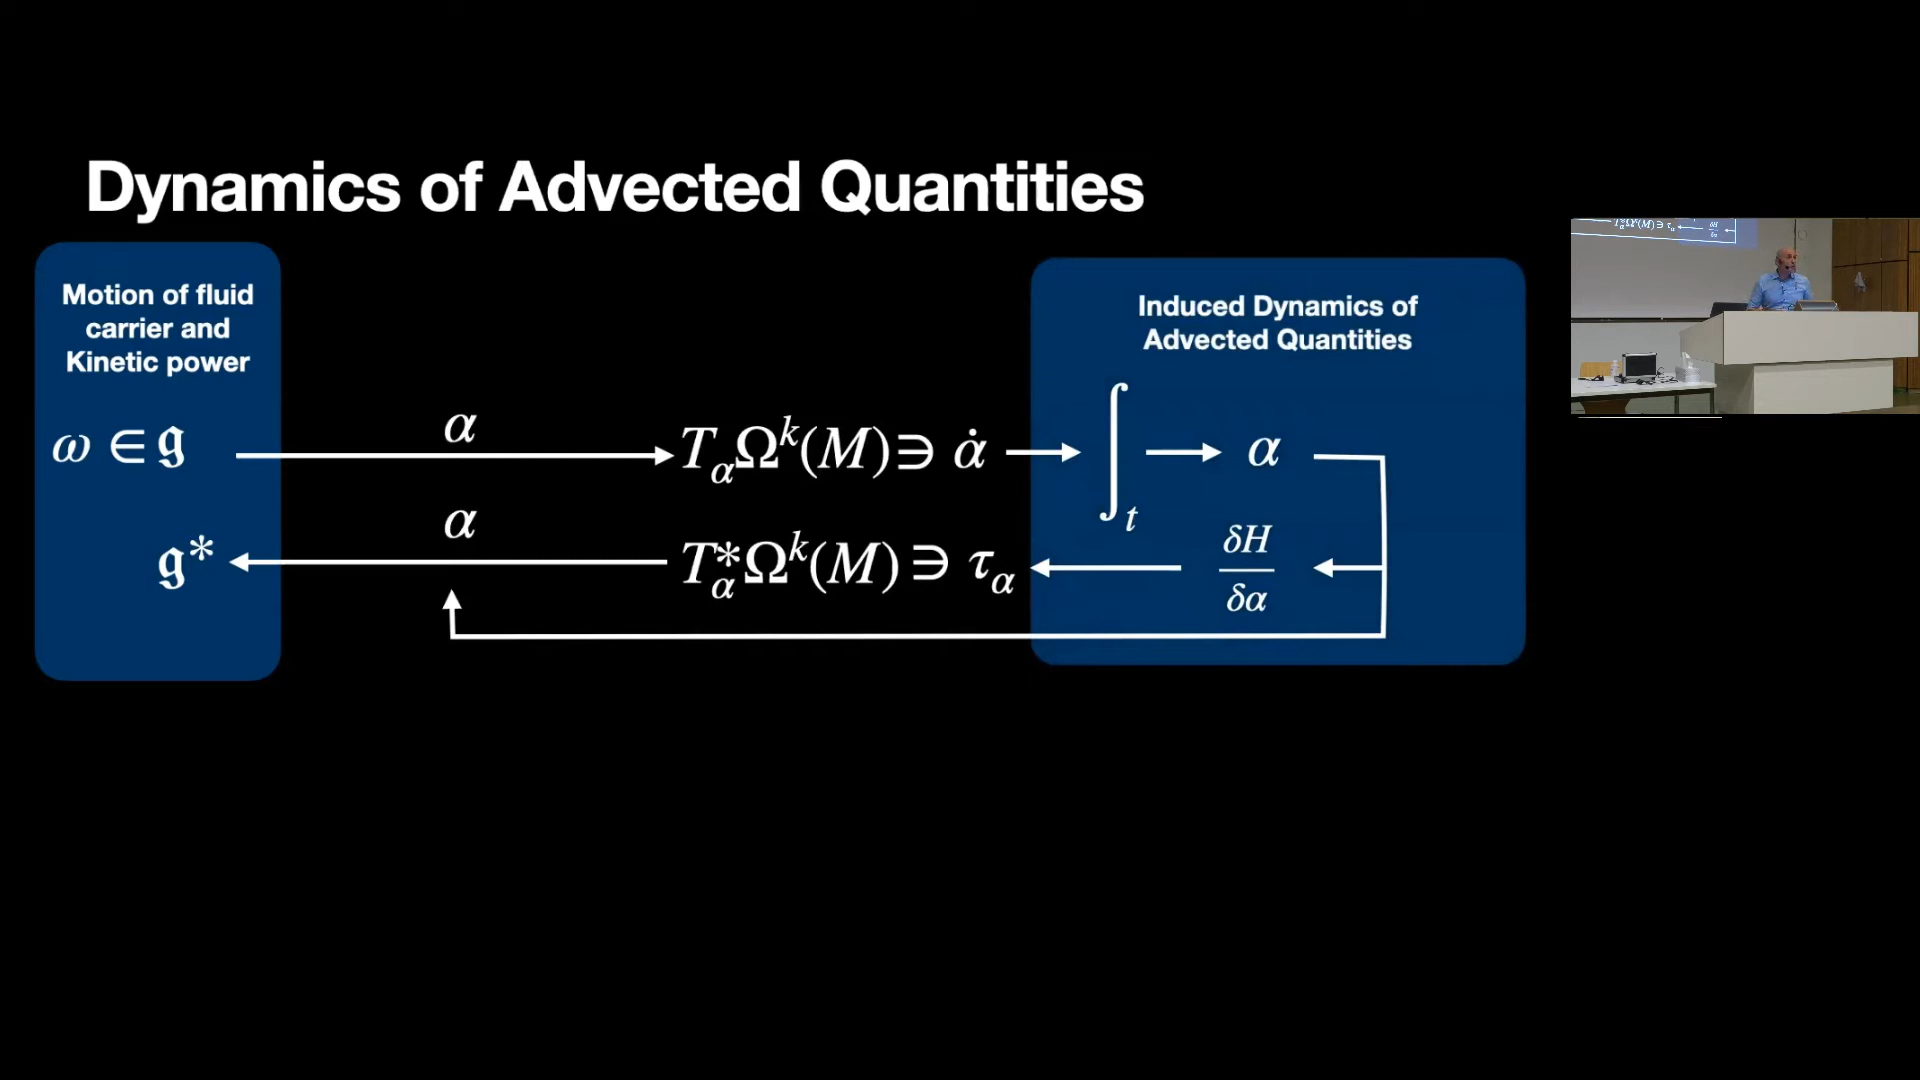 Dynamics of Advected Quantities
Motion of fluid
carrier and
Kinetic power
ω ∈ 𝔤
α
T_αΩ^k(M) ∋ α̇
∫_t
α
Induced Dynamics of
Advected Quantities
𝔤*
α
T*_αΩ^k(M) ∋ τ_α
δH
δα